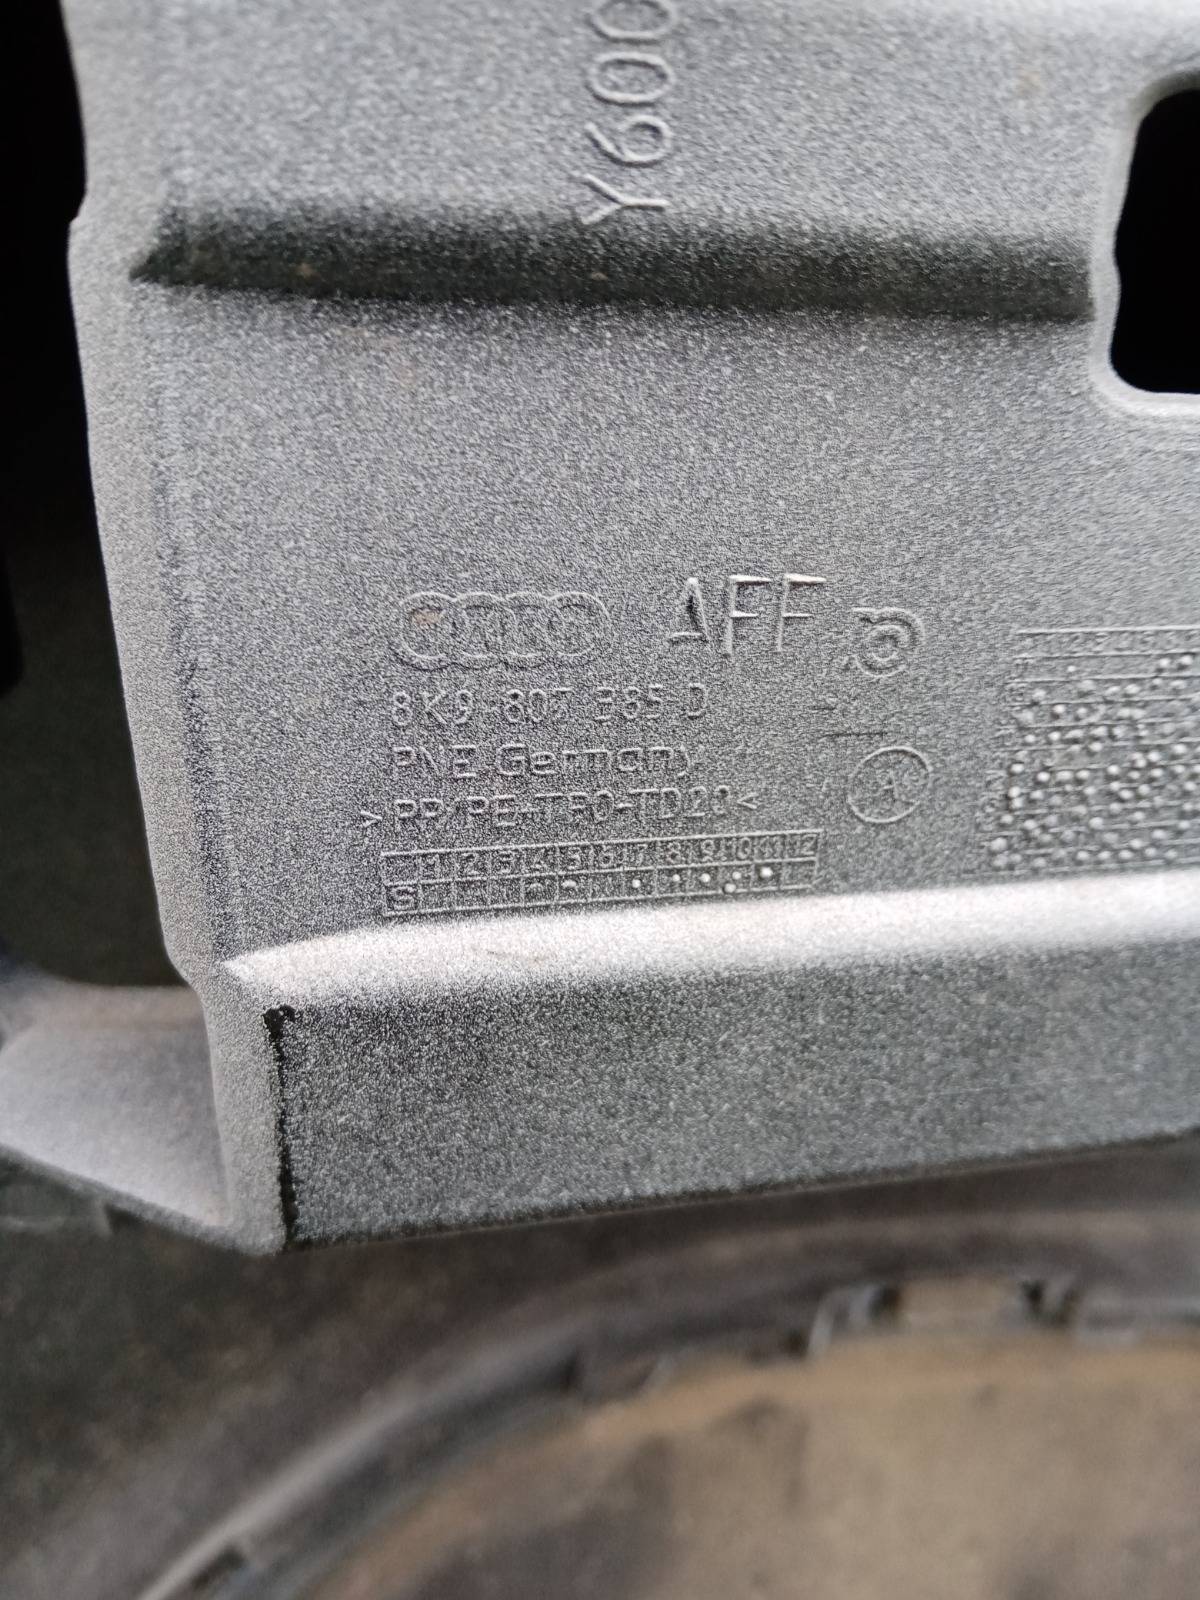 Y600
AFF
8K9 807 385 D
PNE Germany
>PP/PE-TPO-TD20<
1 2 3 4 5 6 7 8 9 10 11 12
S